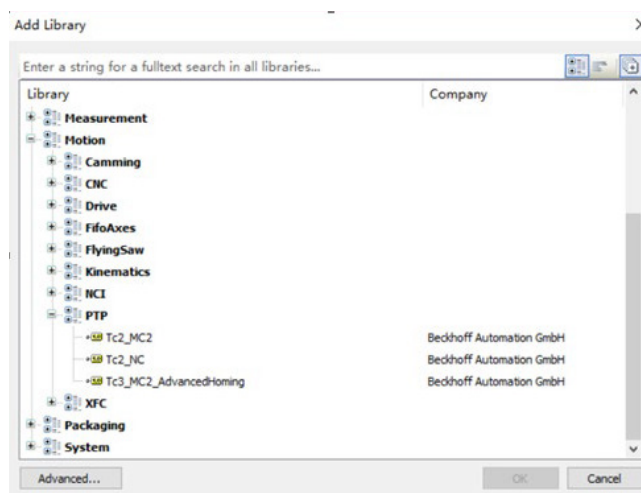 Add Library
Enter a string for a fulltext search in all libraries...
Library Company
Measurement
Motion
Camming
CNC
Drive
FifoAxes
FlyingSaw
Kinematics
NCI
PTP
Tc2_MC2 Beckhoff Automation GmbH
Tc2_NC Beckhoff Automation GmbH
Tc3_MC2_AdvancedHoming Beckhoff Automation GmbH
XFC
Packaging
System
Advanced... OK Cancel